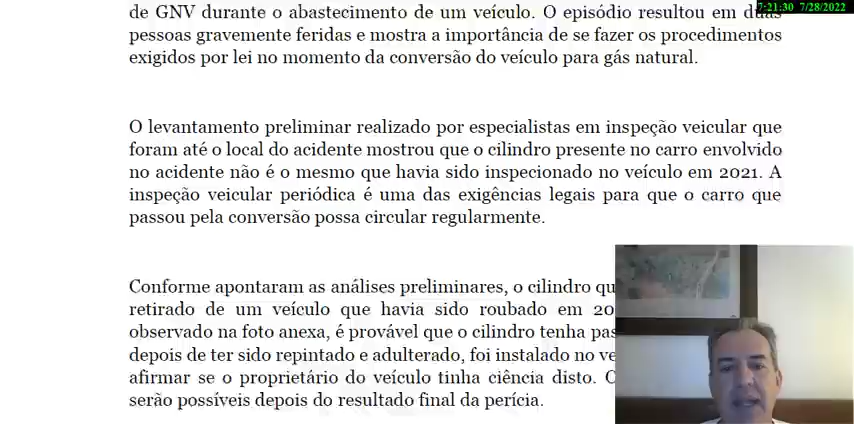 7:21:30 7/28/2022
de GNV durante o abastecimento de um veículo. O episódio resultou em duas
pessoas gravemente feridas e mostra a importância de se fazer os procedimentos
exigidos por lei no momento da conversão do veículo para gás natural.
O levantamento preliminar realizado por especialistas em inspeção veicular que
foram até o local do acidente mostrou que o cilindro presente no carro envolvido
no acidente não é o mesmo que havia sido inspecionado no veículo em 2021. A
inspeção veicular periódica é uma das exigências legais para que o carro que
passou pela conversão possa circular regularmente.
Conforme apontaram as análises preliminares, o cilindro qu
retirado de um veículo que havia sido roubado em 20
observado na foto anexa, é provável que o cilindro tenha pas
depois de ter sido repintado e adulterado, foi instalado no ve
afirmar se o proprietário do veículo tinha ciência disto.
serão possíveis depois do resultado final da perícia.